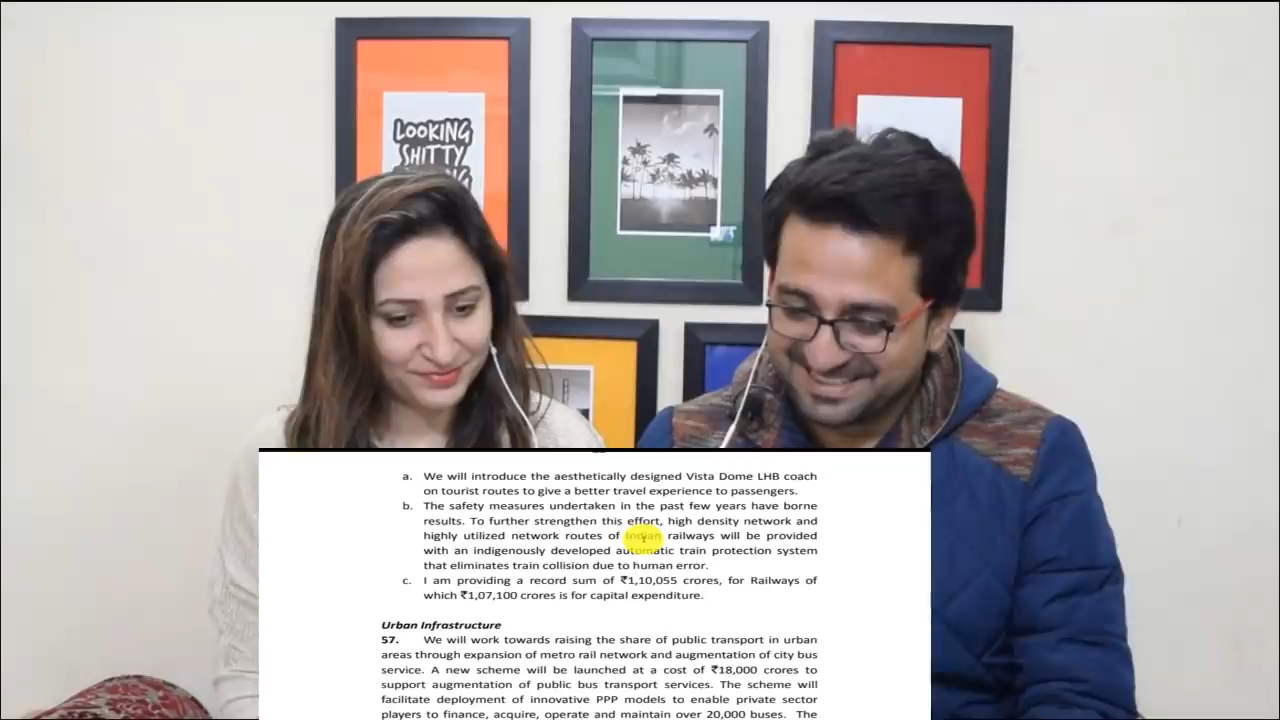 LOOKING
SHITTY
a. We will introduce the aesthetically designed Vista Dome LHB coach
on tourist routes to give a better travel experience to passengers.
b. The safety measures undertaken in the past few years have borne
results. To further strengthen this effort, high density network and
highly utilized network routes of Indian railways will be provided
with an indigenously developed automatic train protection system
that eliminates train collision due to human error.
c. I am providing a record sum of ₹1,10,055 crores, for Railways of
which ₹1,07,100 crores is for capital expenditure.
Urban Infrastructure
57. We will work towards raising the share of public transport in urban
areas through expansion of metro rail network and augmentation of city bus
service. A new scheme will be launched at a cost of ₹18,000 crores to
support augmentation of public bus transport services. The scheme will
facilitate deployment of innovative PPP models to enable private sector
players to finance, acquire, operate and maintain over 20,000 buses. The